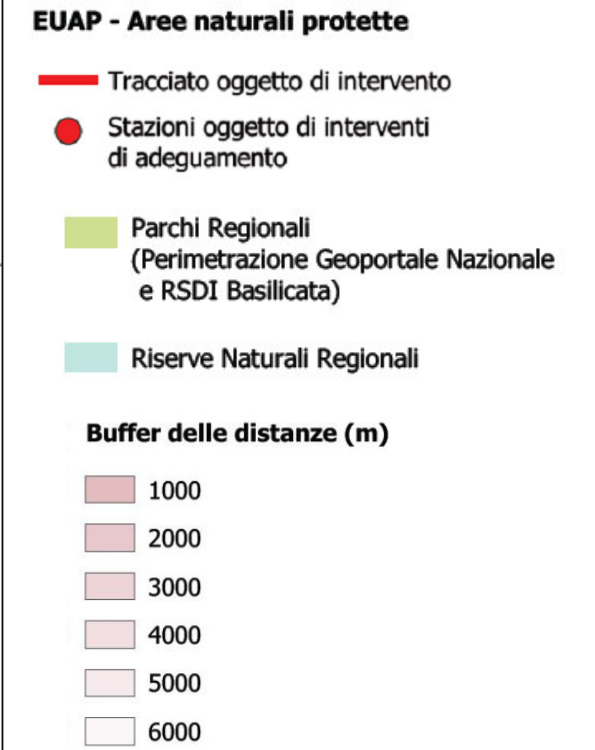 EUAP - Aree naturali protette
Tracciato oggetto di intervento
Stazioni oggetto di interventi
di adeguamento
Parchi Regionali
(Perimetrazione Geoportale Nazionale
e RSDI Basilicata)
Riserve Naturali Regionali
Buffer delle distanze (m)
1000
2000
3000
4000
5000
6000